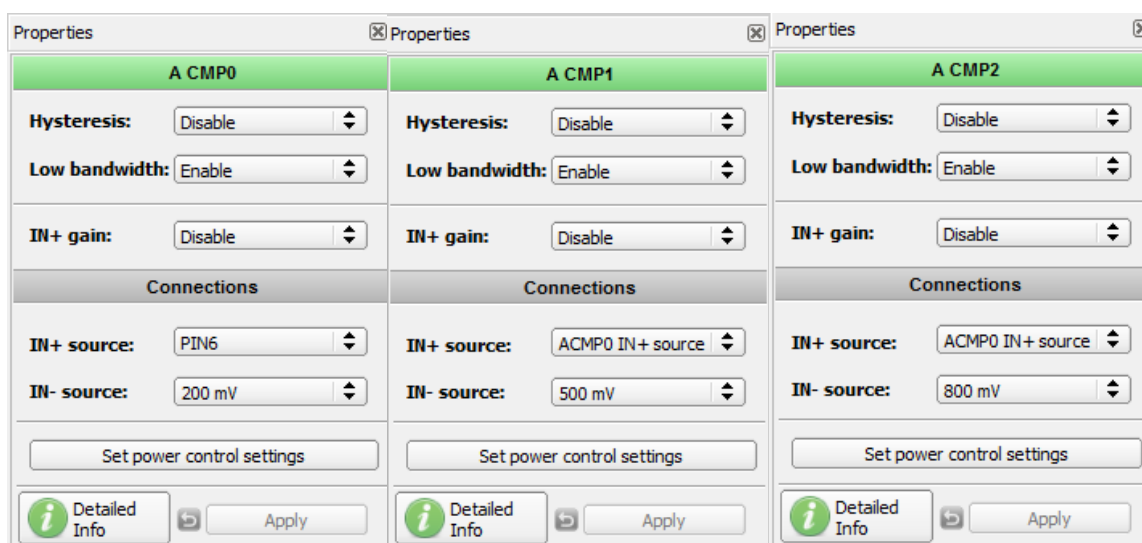 Properties
A CMP0
Hysteresis: Disable
Low bandwidth: Enable
IN+ gain: Disable
Connections
IN+ source: PIN6
IN- source: 200 mV
Set power control settings
Detailed Info
Apply
Properties
A CMP1
Hysteresis: Disable
Low bandwidth: Enable
IN+ gain: Disable
Connections
IN+ source: ACMP0 IN+ source
IN- source: 500 mV
Set power control settings
Detailed Info
Apply
Properties
A CMP2
Hysteresis: Disable
Low bandwidth: Enable
IN+ gain: Disable
Connections
IN+ source: ACMP0 IN+ source
IN- source: 800 mV
Set power control settings
Detailed Info
Apply